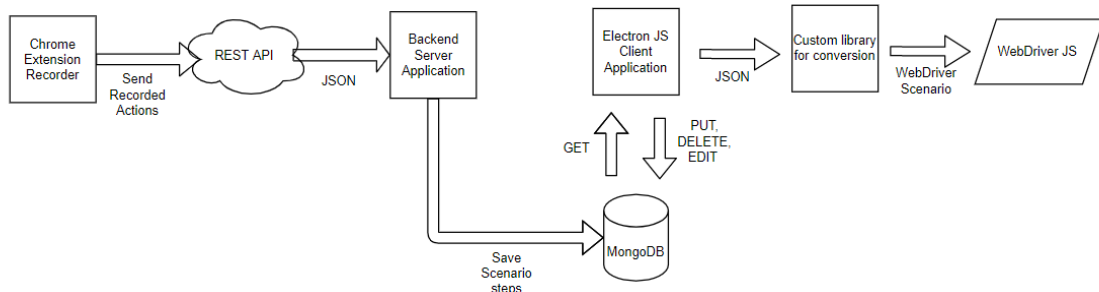 Chrome
Extension
Recorder
Send
Recorded
Actions
REST API
JSON
Backend
Server
Application
Save
Scenario
steps
MongoDB
GET
PUT,
DELETE,
EDIT
Electron JS
Client
Application
JSON
Custom library
for conversion
WebDriver
Scenario
WebDriver JS